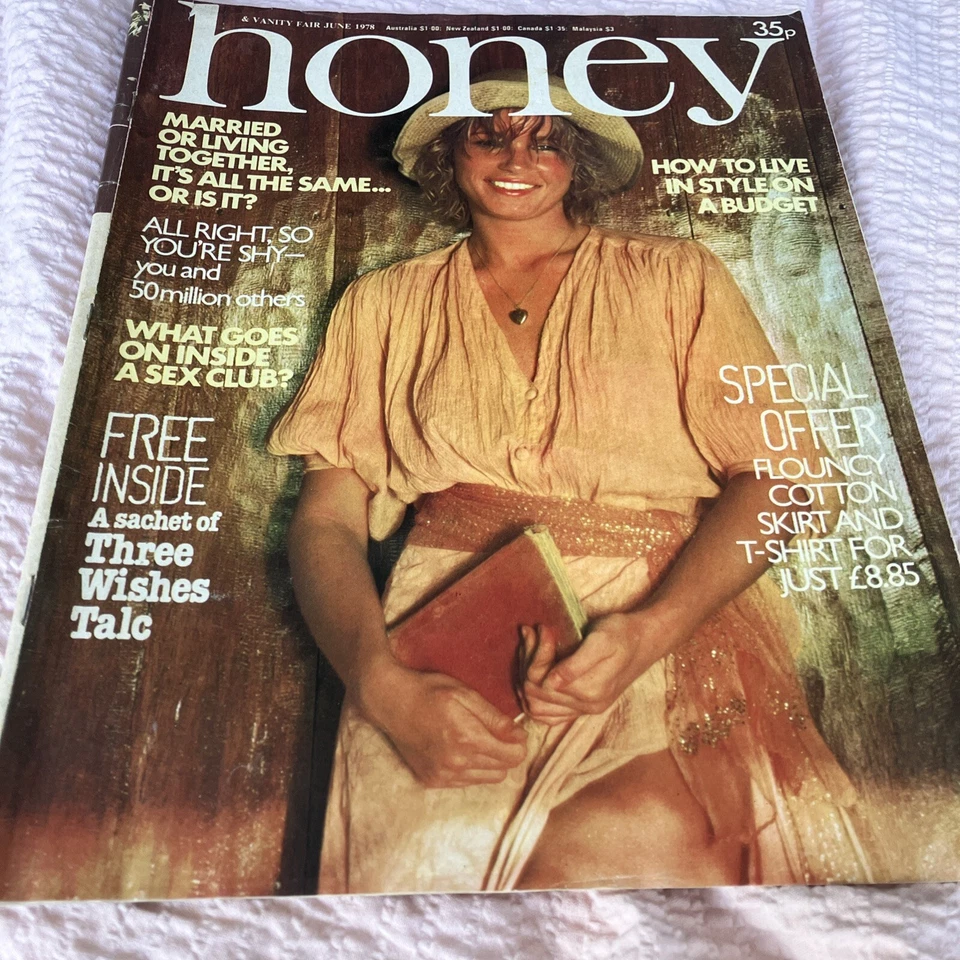 & VANITY FAIR JUNE 1978 Australia $1·00: New Zealand $1·00: Canada $1·35: Malaysia $3
35p
honey
MARRIED
OR LIVING
TOGETHER,
IT'S ALL THE SAME...
OR IS IT?
ALL RIGHT, SO
YOU'RE SHY—
you and
50 million others
WHAT GOES
ON INSIDE
A SEX CLUB?
FREE
INSIDE
A sachet of
Three
Wishes
Talc
HOW TO LIVE
IN STYLE ON
A BUDGET
SPECIAL
OFFER
FLOUNCY
COTTON
SKIRT AND
T-SHIRT FOR
JUST £8.85